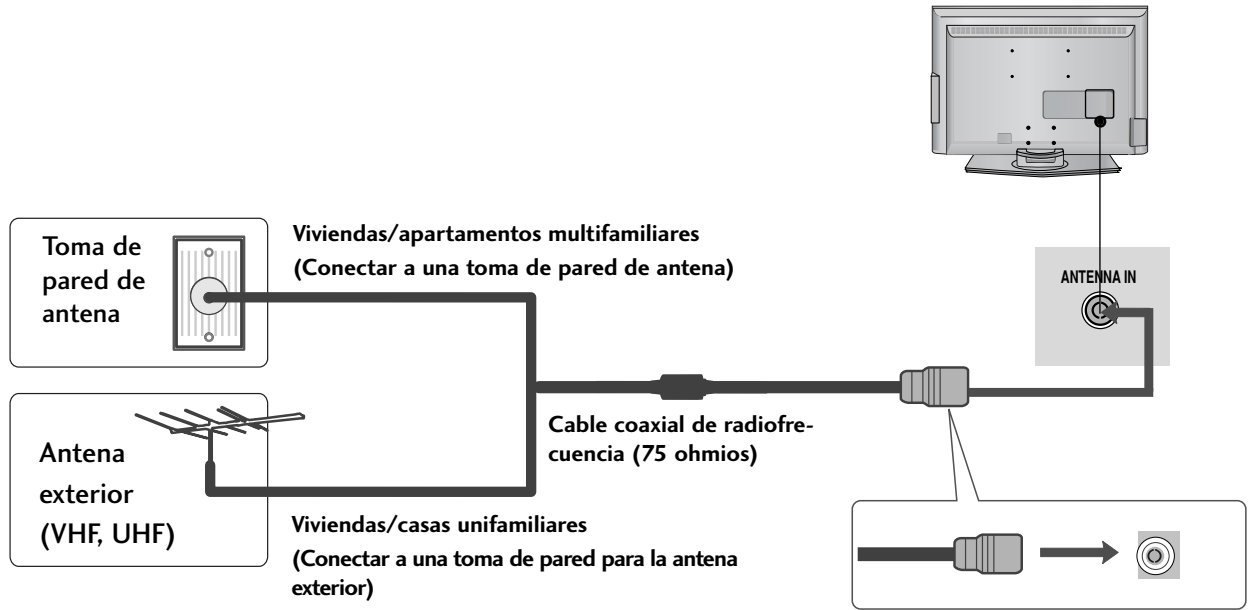 Toma de
pared de
antena
Viviendas/apartamentos multifamiliares
(Conectar a una toma de pared de antena)
ANTENNA IN
Cable coaxial de radiofre-
cuencia (75 ohmios)
Antena
exterior
(VHF, UHF)
Viviendas/casas unifamiliares
(Conectar a una toma de pared para la antena
exterior)